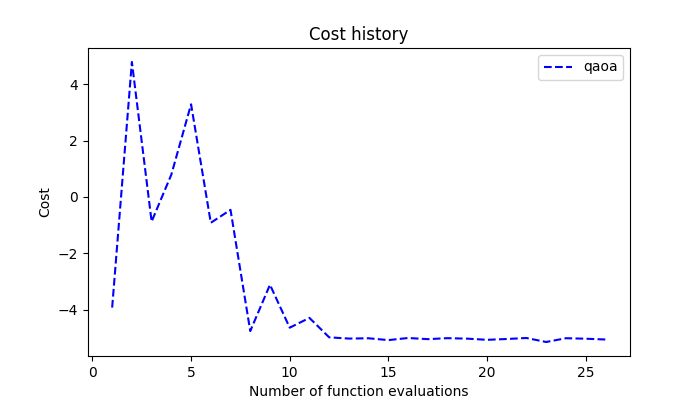 Cost history
qaoa
Cost
4
2
0
−2
−4
0 5 10 15 20 25
Number of function evaluations